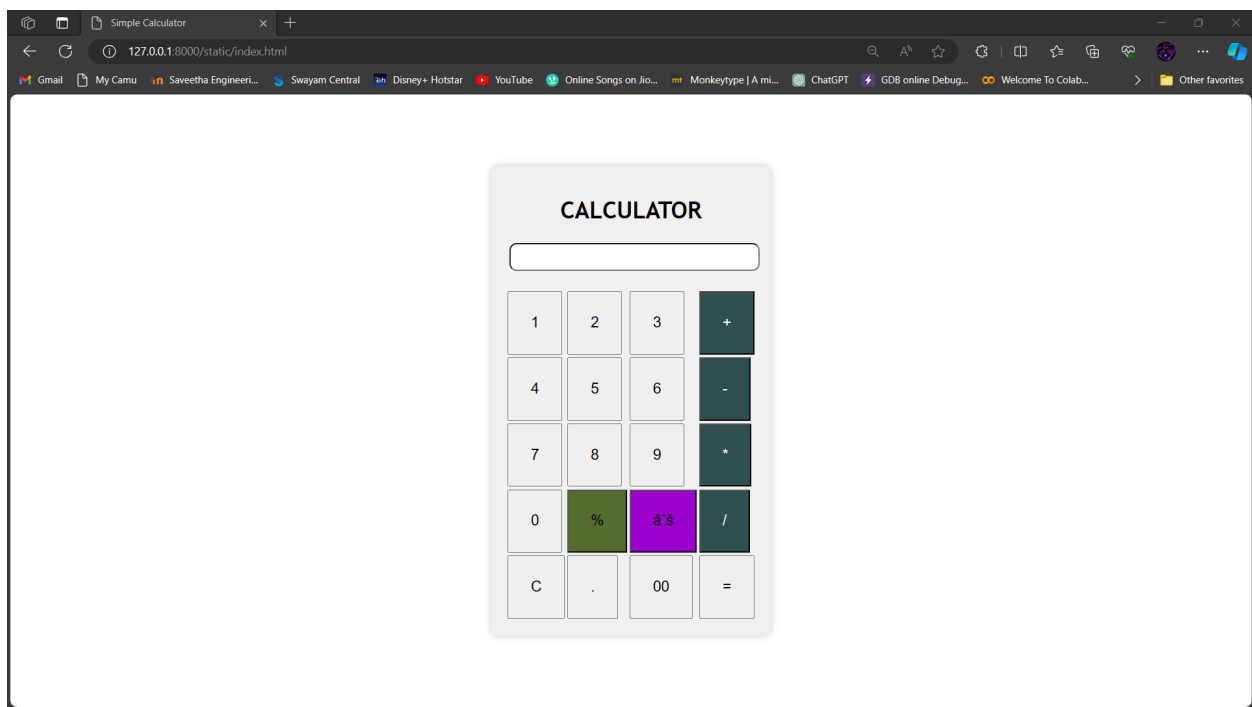 Simple Calculator
127.0.0.1:8000/static/index.html
Gmail My Camu Saveetha Engineeri... Swayam Central Disney+ Hotstar YouTube Online Songs on Jio... mt Monkeytype | A mi... ChatGPT GDB online Debug... Welcome To Colab... Other favorites
CALCULATOR
1 2 3 +
4 5 6 -
7 8 9 *
0 % âˆš /
C . 00 =